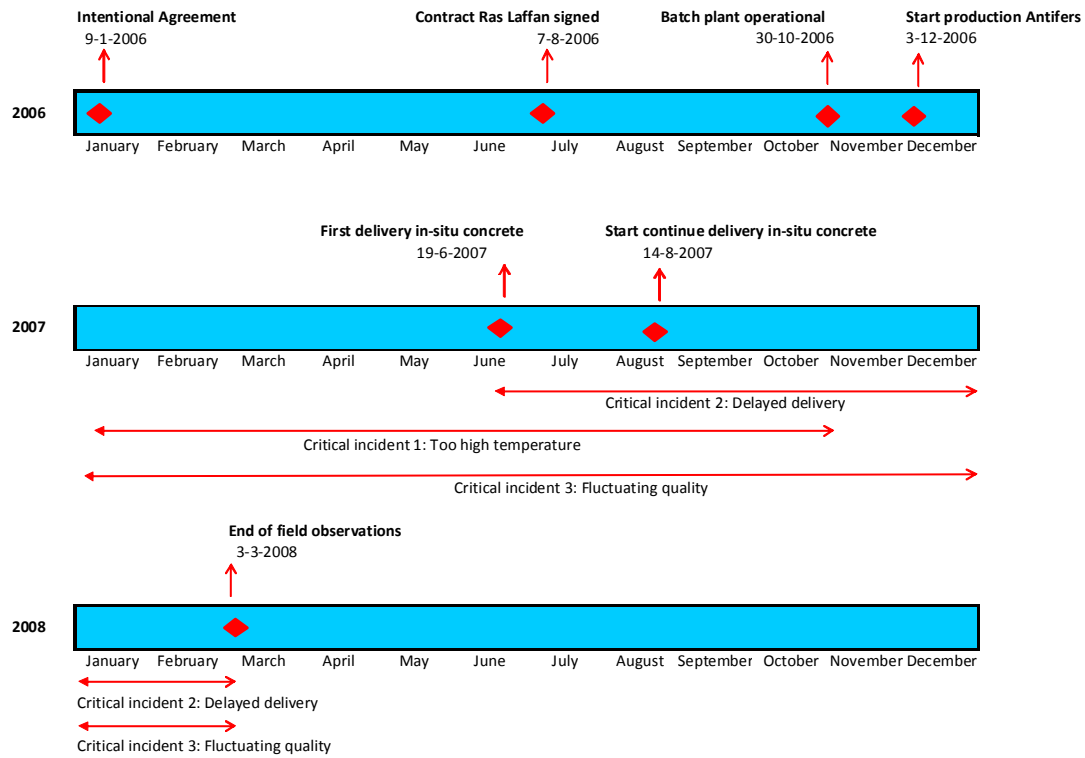 Intentional Agreement
9-1-2006
Contract Ras Laffan signed
7-8-2006
Batch plant operational
30-10-2006
Start production Antifers
3-12-2006
2006
January February March April May June July August September October November December
First delivery in-situ concrete
19-6-2007
Start continue delivery in-situ concrete
14-8-2007
2007
January February March April May June July August September October November December
Critical incident 2: Delayed delivery
Critical incident 1: Too high temperature
Critical incident 3: Fluctuating quality
End of field observations
3-3-2008
2008
January February March April May June July August September October November December
Critical incident 2: Delayed delivery
Critical incident 3: Fluctuating quality